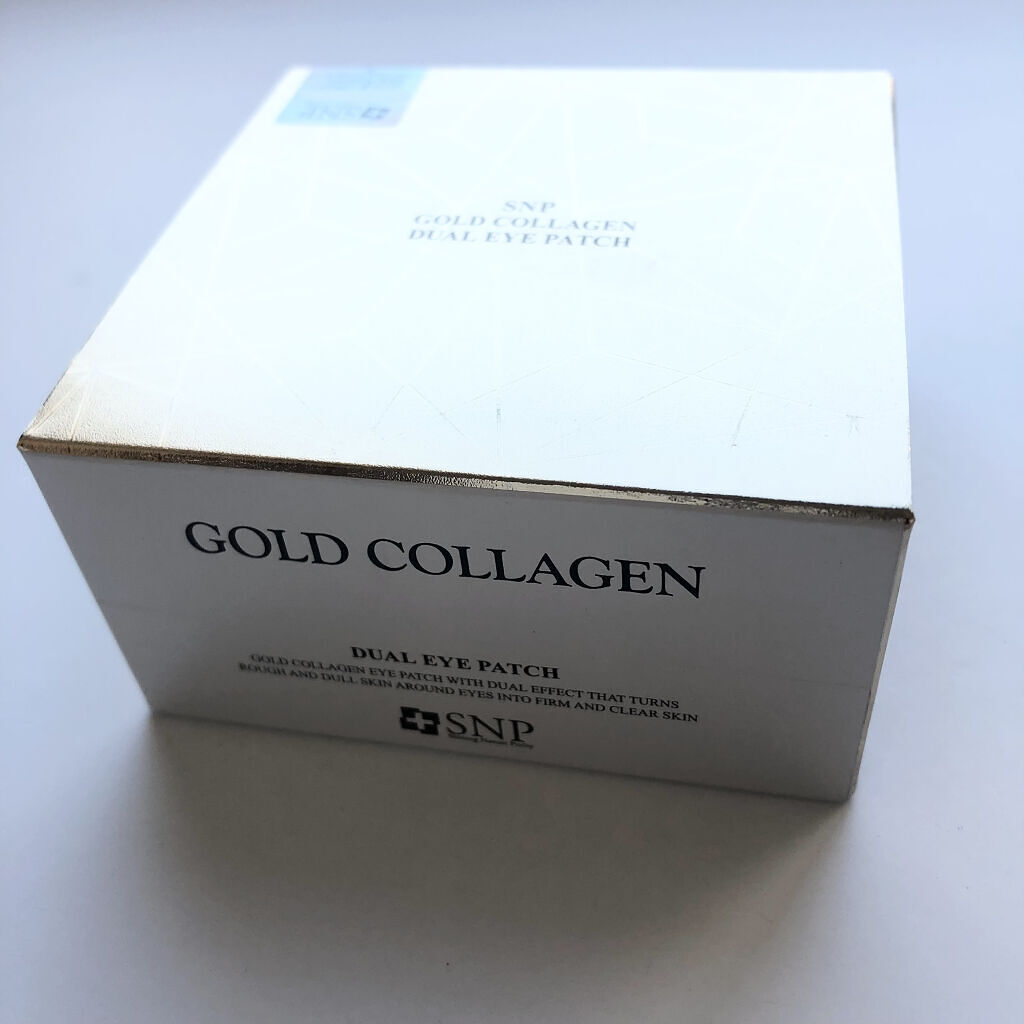 SNP
SNP
GOLD COLLAGEN
DUAL EYE PATCH
GOLD COLLAGEN
DUAL EYE PATCH
GOLD COLLAGEN EYE PATCH WITH DUAL EFFECT THAT TURNS
ROUGH AND DULL SKIN AROUND EYES INTO FIRM AND CLEAR SKIN
SNP